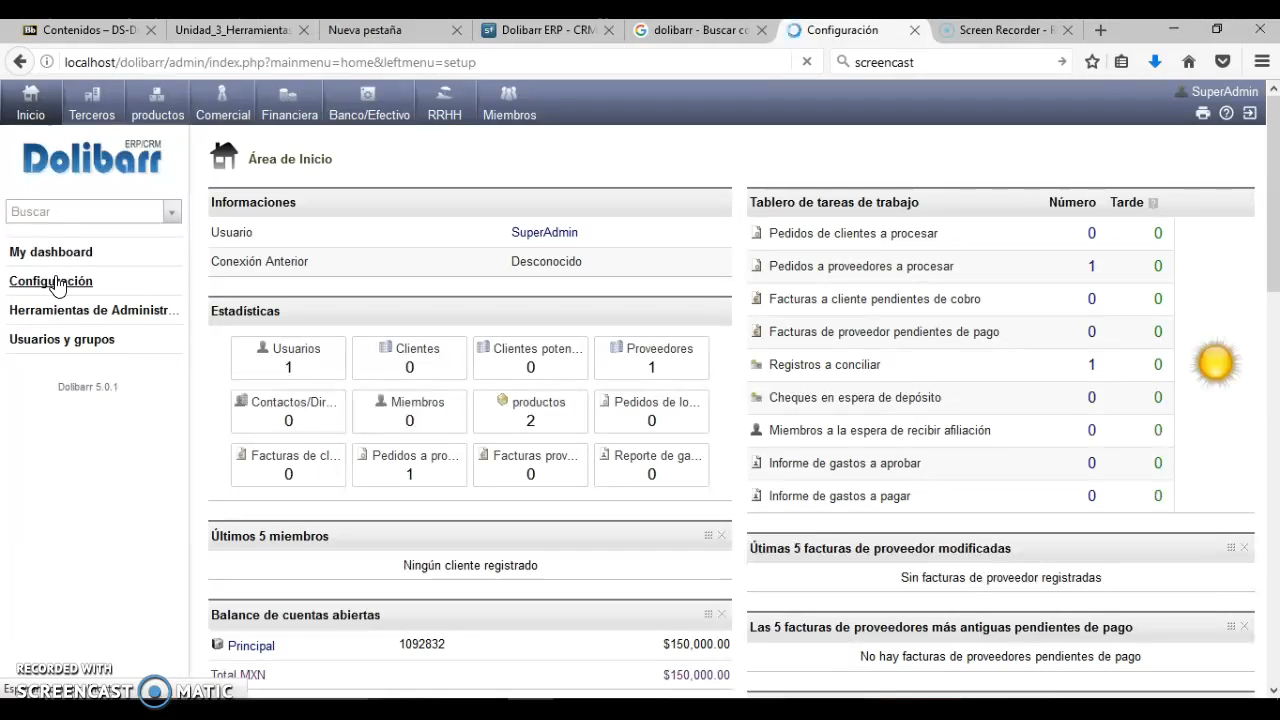 Contenidos – DS-D
Unidad_3_Herramienta
Nueva pestaña
Dolibarr ERP - CRM
dolibarr - Buscar co
Configuración
Screen Recorder - R
localhost/dolibarr/admin/index.php?mainmenu=home&leftmenu=setup
screencast
Inicio
Terceros
productos
Comercial
Financiera
Banco/Efectivo
RRHH
Miembros
SuperAdmin
Dolibarr ERP/CRM
Buscar
My dashboard
Configuración
Herramientas de Administr...
Usuarios y grupos
Dolibarr 5.0.1
Área de Inicio
Informaciones
Usuario SuperAdmin
Conexión Anterior Desconocido
Estadísticas
Usuarios
1
Clientes
0
Clientes poten...
0
Proveedores
1
Contactos/Dir...
0
Miembros
0
productos
2
Pedidos de lo...
0
Facturas de cl...
0
Pedidos a pro...
1
Facturas prov...
0
Reporte de ga...
0
Últimos 5 miembros
Ningún cliente registrado
Balance de cuentas abiertas
Principal 1092832 $150,000.00
Total MXN $150,000.00
Tablero de tareas de trabajo Número Tarde
Pedidos de clientes a procesar 0 0
Pedidos a proveedores a procesar 1 0
Facturas a cliente pendientes de cobro 0 0
Facturas de proveedor pendientes de pago 0 0
Registros a conciliar 1 0
Cheques en espera de depósito 0 0
Miembros a la espera de recibir afiliación 0 0
Informe de gastos a aprobar 0 0
Informe de gastos a pagar 0 0
Útimas 5 facturas de proveedor modificadas
Sin facturas de proveedor registradas
Las 5 facturas de proveedores más antiguas pendientes de pago
No hay facturas de proveedores pendientes de pago
RECORDED WITH
SCREENCAST MATIC